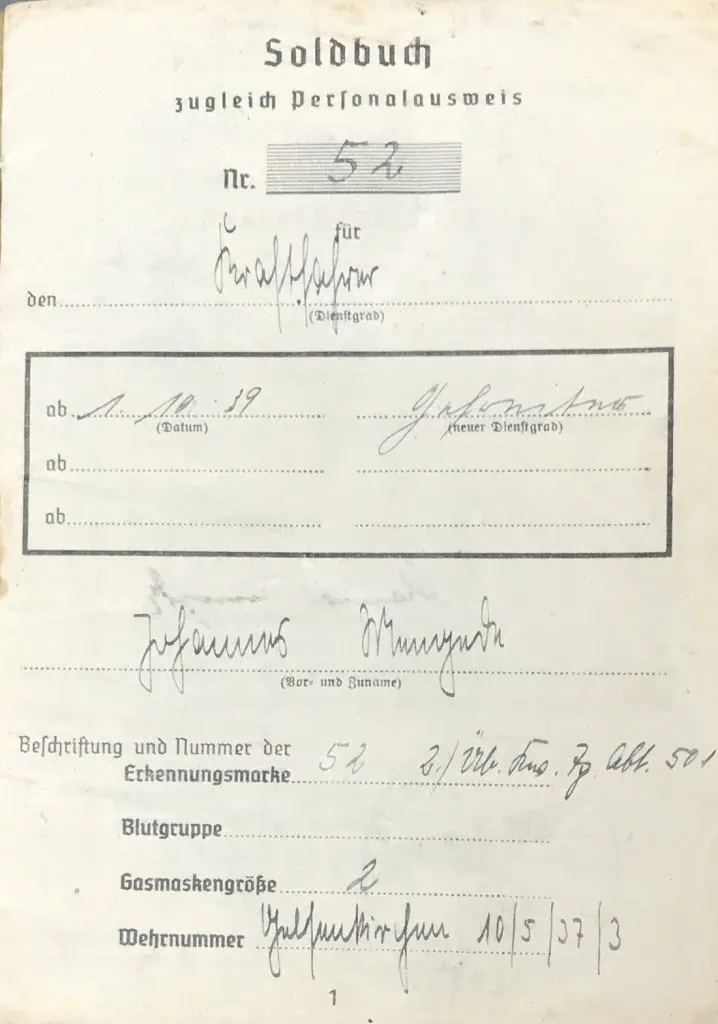 Soldbuch
zugleich Personalausweis
Nr. 52
für
den Kraftfahrer
(Dienstgrad)
ab 1. 10. 39 Gefreiter
(Datum) (neuer Dienstgrad)
ab
ab
Johannes Mengede
(Vor- und Zuname)
Beschriftung und Nummer der
Erkennungsmarke 52 2./ Abt. 501
Blutgruppe
Gasmaskengröße 2
Wehrnummer Gelsenkirchen 10/5/37/3
1